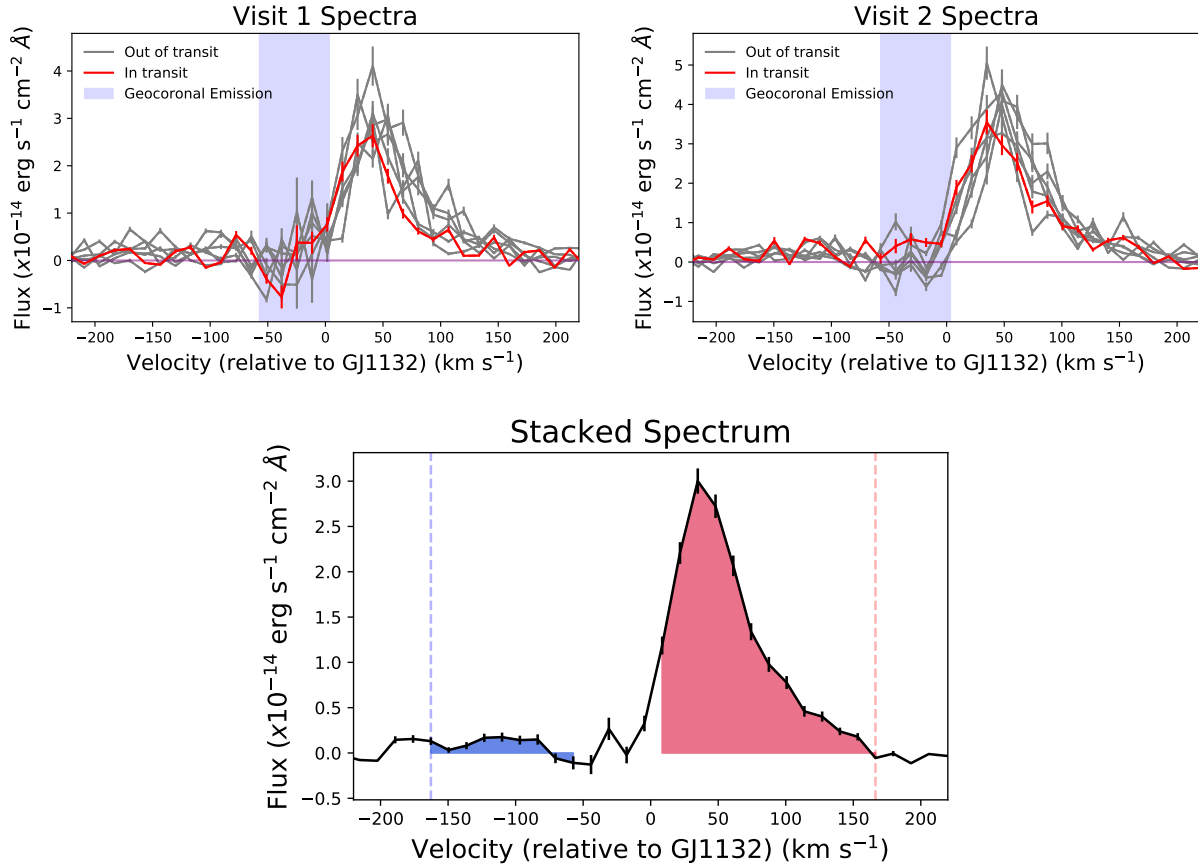 Visit 1 Spectra
Out of transit
In transit
Geocoronal Emission
4
3
2
1
0
−1
−200 −150 −100 −50 0 50 100 150 200
Flux (x10⁻¹⁴ erg s⁻¹ cm⁻² Å)
Velocity (relative to GJ1132) (km s⁻¹)
Visit 2 Spectra
Out of transit
In transit
Geocoronal Emission
5
4
3
2
1
0
−1
−200 −150 −100 −50 0 50 100 150 200
Flux (x10⁻¹⁴ erg s⁻¹ cm⁻² Å)
Velocity (relative to GJ1132) (km s⁻¹)
Stacked Spectrum
3.0
2.5
2.0
1.5
1.0
0.5
0.0
−0.5
−200 −150 −100 −50 0 50 100 150 200
Flux (x10⁻¹⁴ erg s⁻¹ cm⁻² Å)
Velocity (relative to GJ1132) (km s⁻¹)